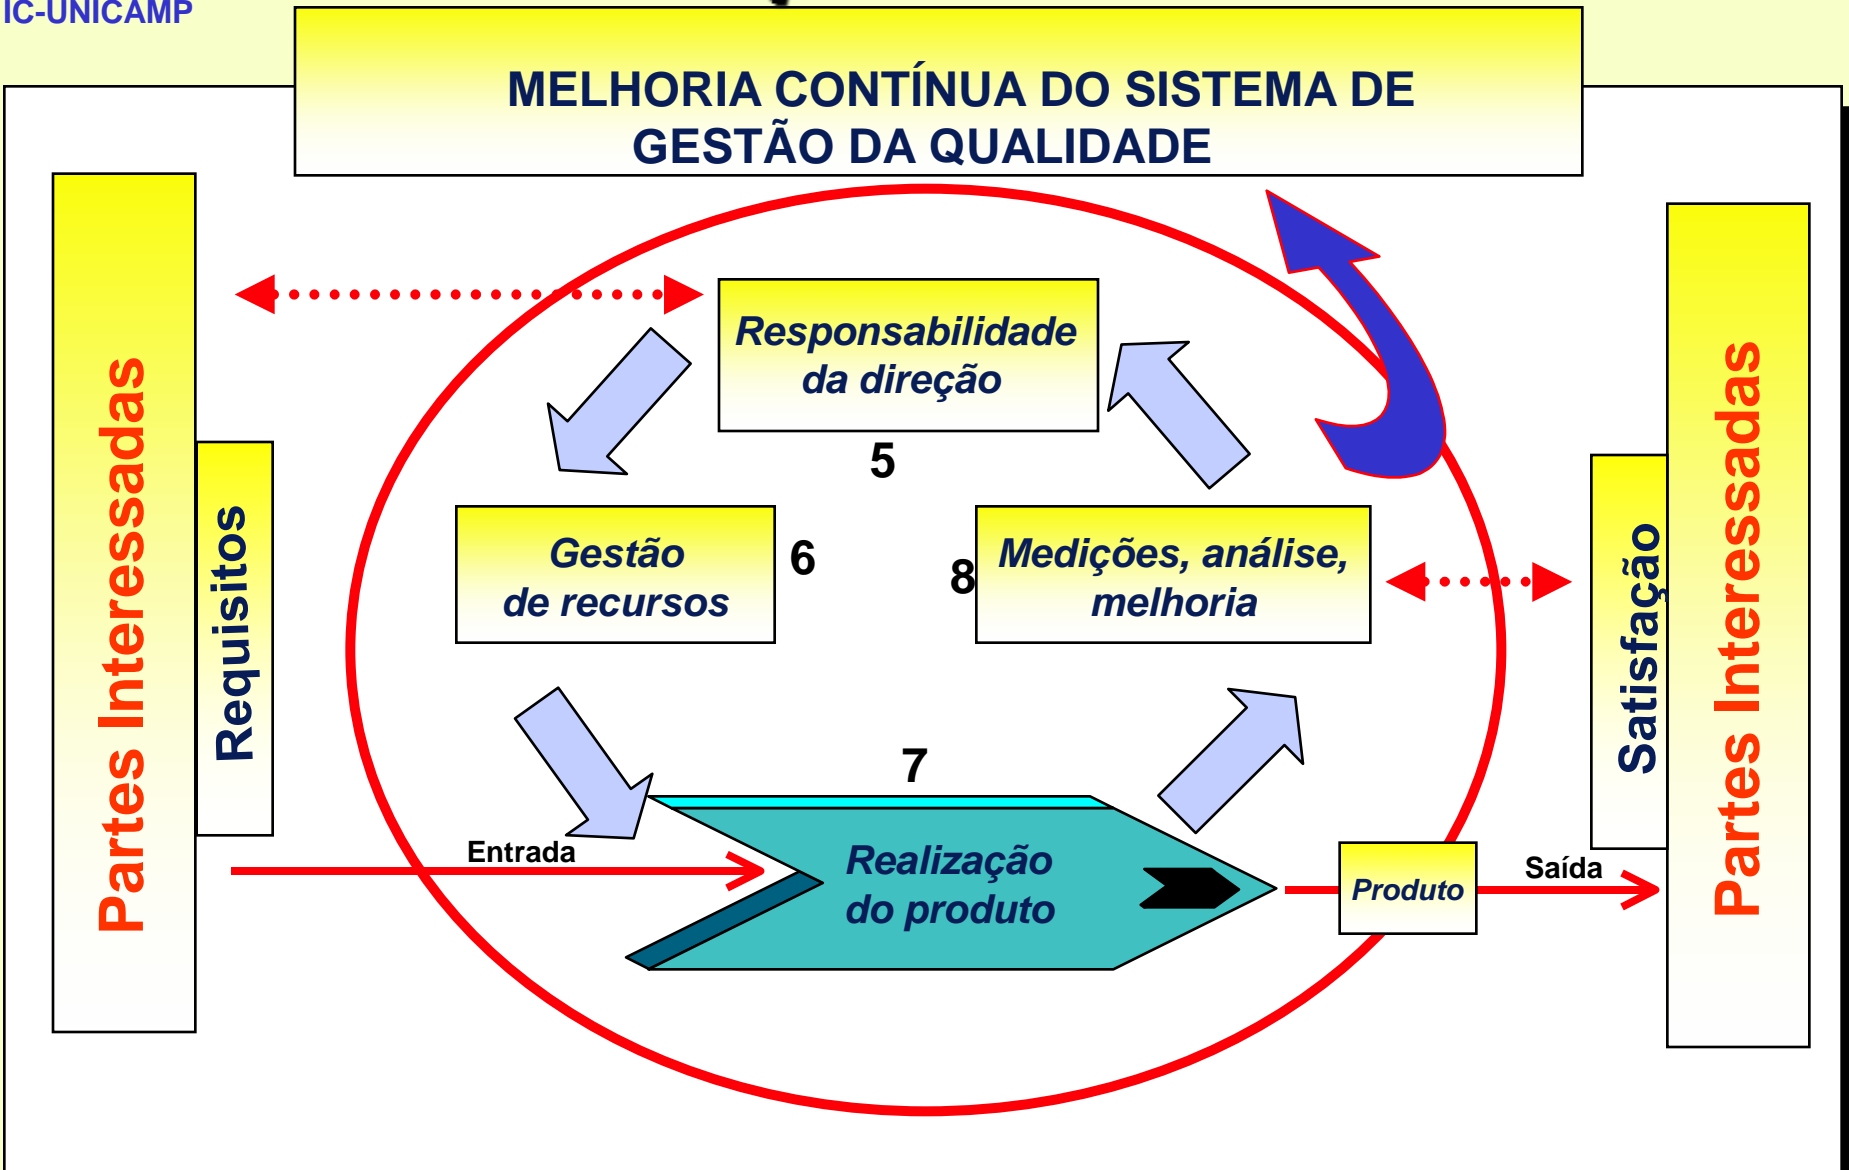 IC-UNICAMP
MELHORIA CONTÍNUA DO SISTEMA DE
GESTÃO DA QUALIDADE
Partes Interessadas
Requisitos
Responsabilidade
da direção
5
Gestão
de recursos
6
8
Medições, análise,
melhoria
7
Entrada
Realização
do produto
Produto
Saída
Satisfação
Partes Interessadas